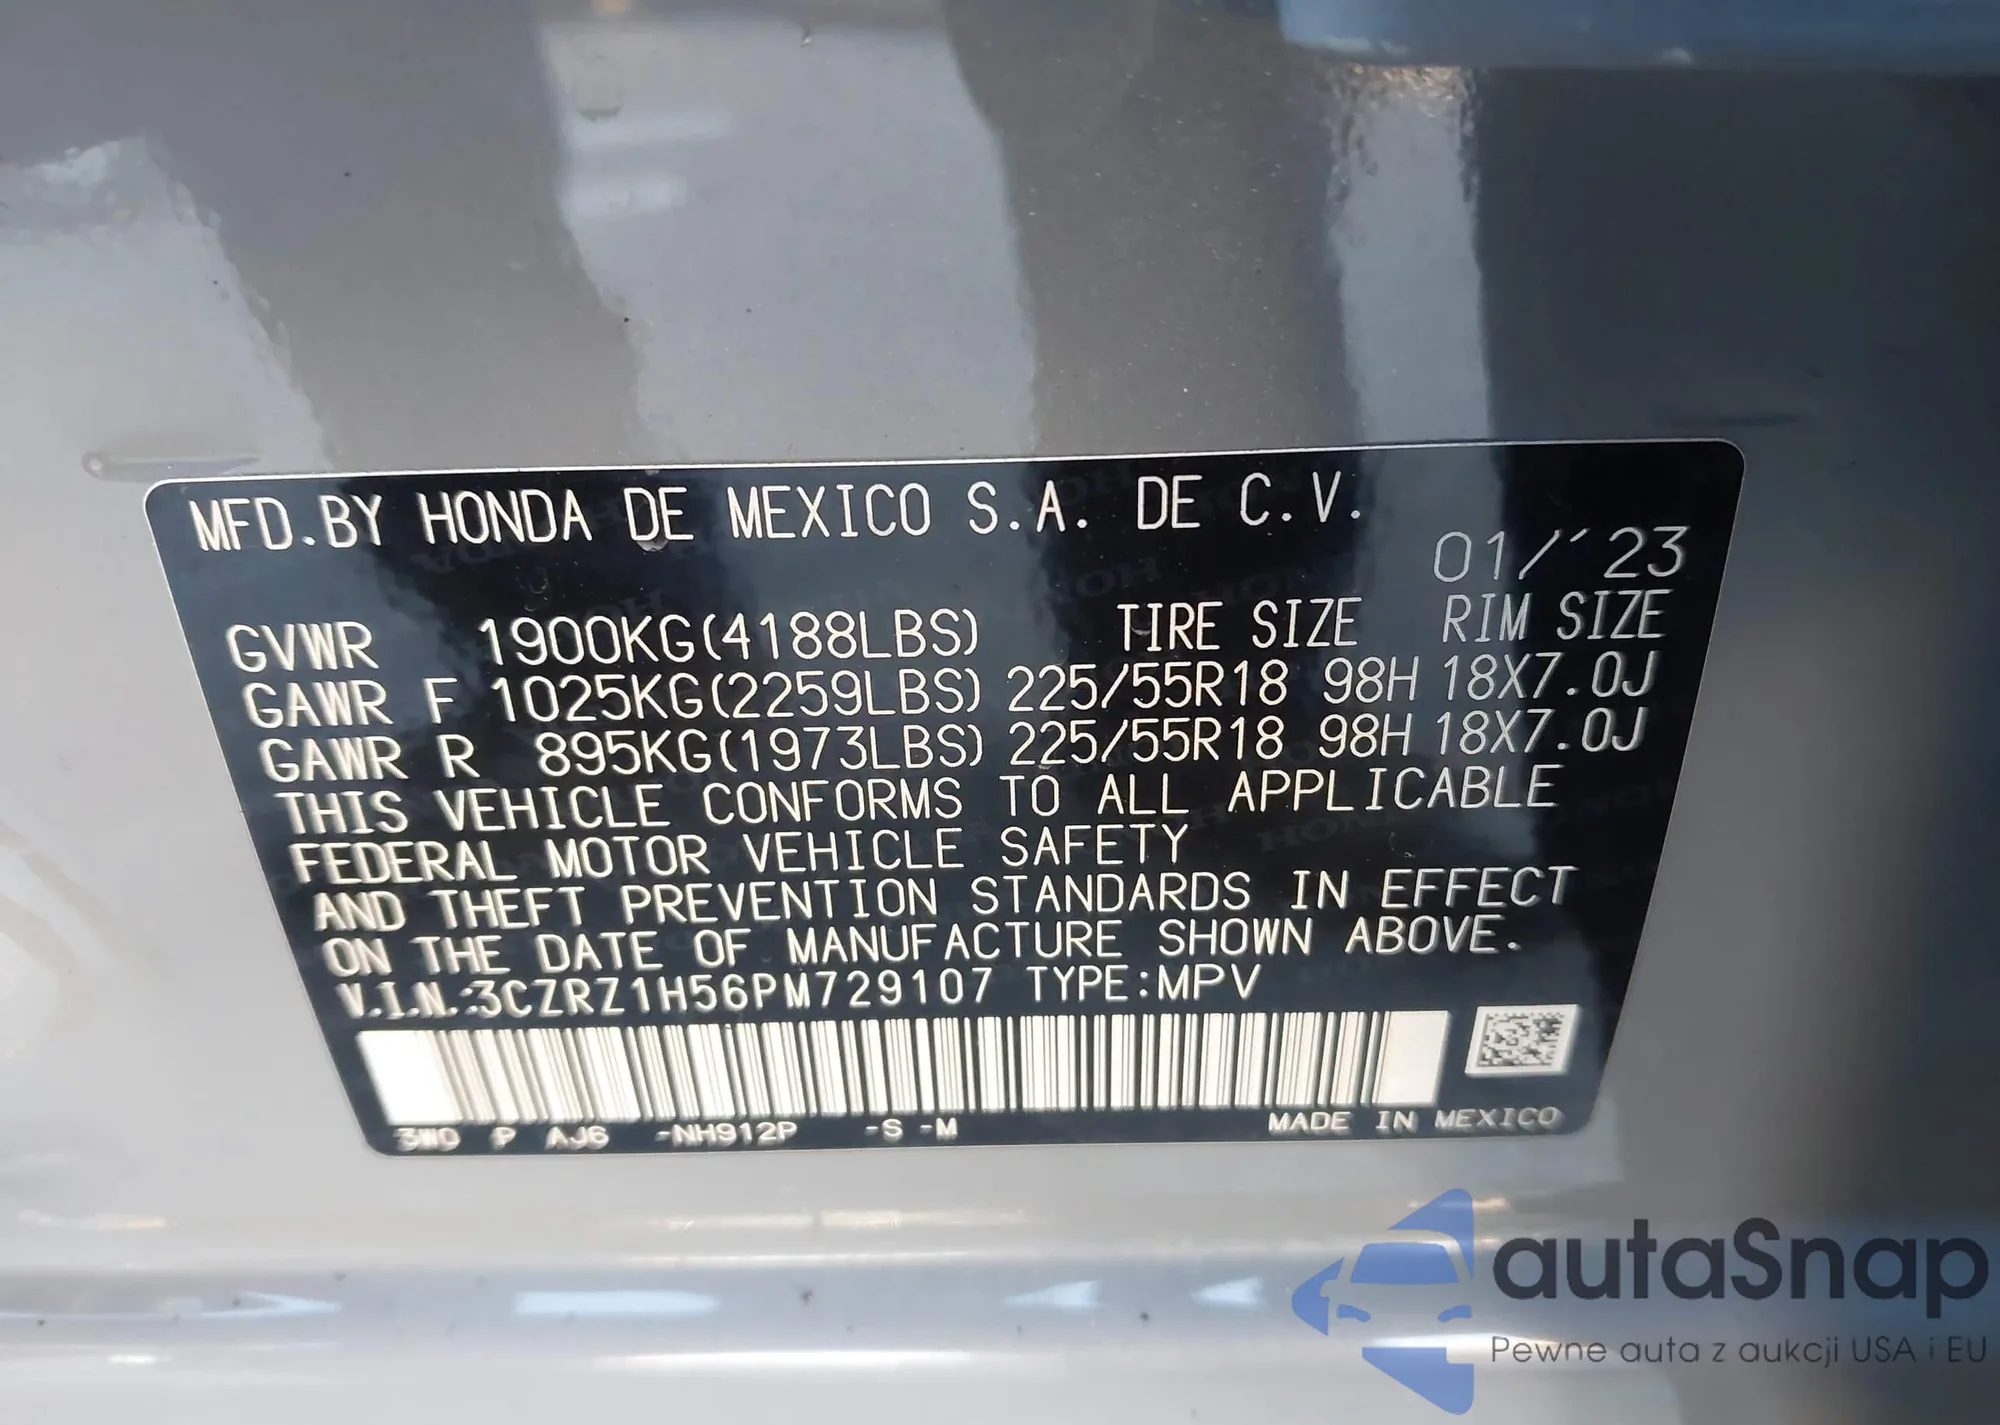 MFD.BY HONDA DE MEXICO S.A. DE C.V.
01/'23
GVWR 1900KG(4188LBS) TIRE SIZE RIM SIZE
GAWR F 1025KG(2259LBS) 225/55R18 98H 18X7.0J
GAWR R 895KG(1973LBS) 225/55R18 98H 18X7.0J
THIS VEHICLE CONFORMS TO ALL APPLICABLE
FEDERAL MOTOR VEHICLE SAFETY
AND THEFT PREVENTION STANDARDS IN EFFECT
ON THE DATE OF MANUFACTURE SHOWN ABOVE.
V.I.N.:3CZRZ1H56PM729107 TYPE:MPV
3W0 P AJ6 -NH912P -S -M MADE IN MEXICO
autaSnap
Pewne auta z aukcji USA i EU